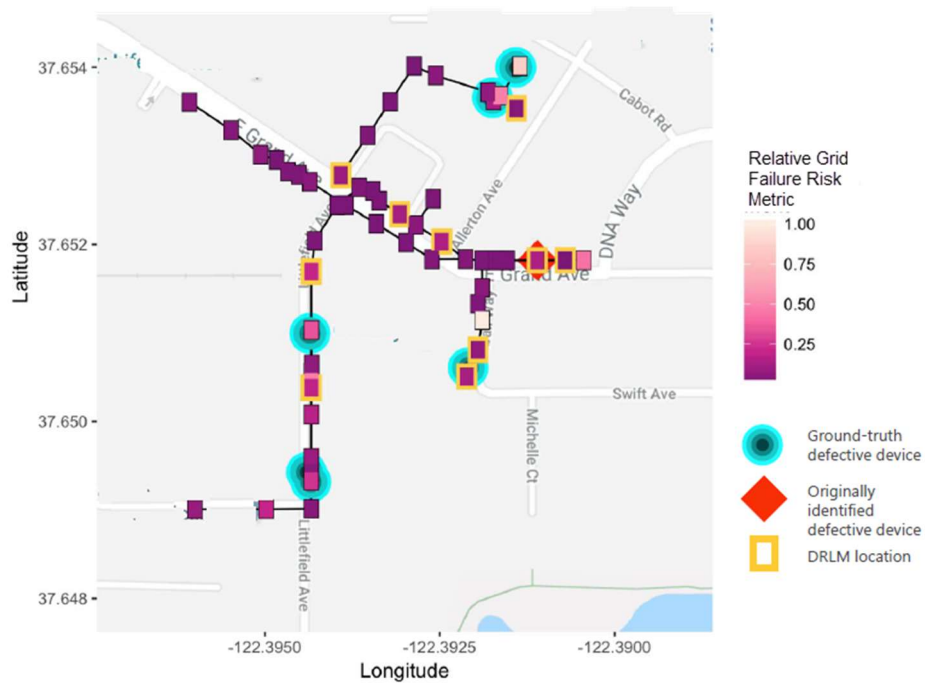 37.654
37.652
37.650
37.648
Latitude
-122.3950
-122.3925
-122.3900
Longitude
E Grand Ave
Cabot Rd
Allerton Ave
DNA Way
E Grand Ave
Swift Ave
Michelle Ct
Littlefield Ave
Relative Grid
Failure Risk
Metric
1.00
0.75
0.50
0.25
Ground-truth
defective device
Originally
identified
defective device
DRLM location